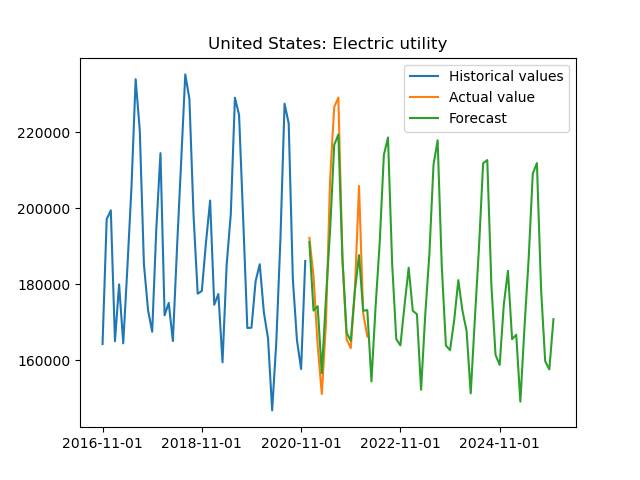 United States: Electric utility
Historical values
Actual value
Forecast
220000
200000
180000
160000
2016-11-01
2018-11-01
2020-11-01
2022-11-01
2024-11-01